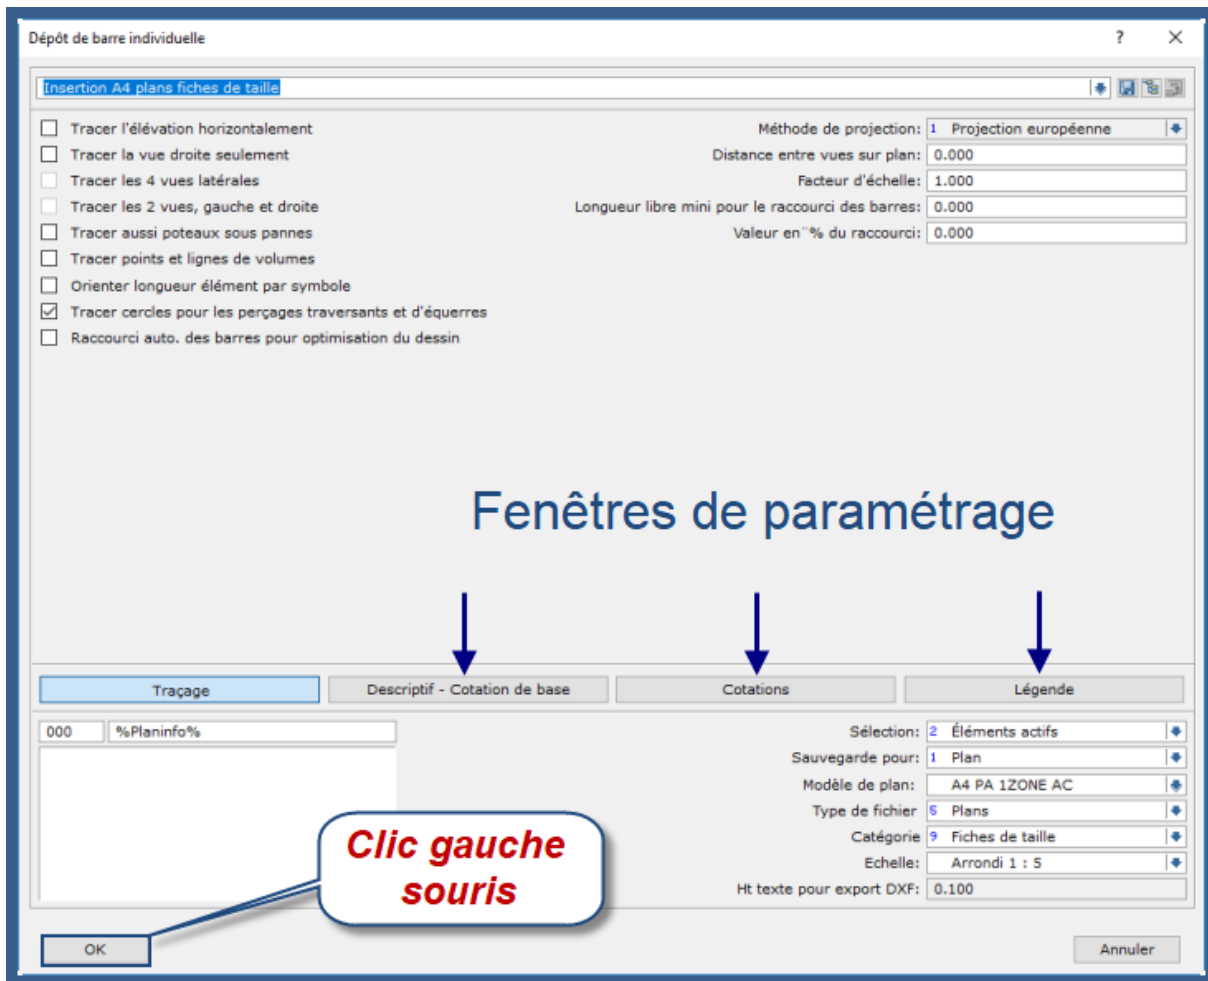 Dépôt de barre individuelle ? ×
Insertion A4 plans fiches de taille
Tracer l'élévation horizontalement
Tracer la vue droite seulement
Tracer les 4 vues latérales
Tracer les 2 vues, gauche et droite
Tracer aussi poteaux sous pannes
Tracer points et lignes de volumes
Orienter longueur élément par symbole
Tracer cercles pour les perçages traversants et d'équerres
Raccourci auto. des barres pour optimisation du dessin
Méthode de projection: 1 Projection européenne
Distance entre vues sur plan: 0.000
Facteur d'échelle: 1.000
Longueur libre mini pour le raccourci des barres: 0.000
Valeur en¨% du raccourci: 0.000
Fenêtres de paramétrage
Traçage Descriptif - Cotation de base Cotations Légende
000 %Planinfo%
Sélection: 2 Éléments actifs
Sauvegarde pour: 1 Plan
Modèle de plan: A4 PA 1ZONE AC
Type de fichier 5 Plans
Catégorie 9 Fiches de taille
Echelle: Arrondi 1 : 5
Ht texte pour export DXF: 0.100
Clic gauche
souris
OK Annuler